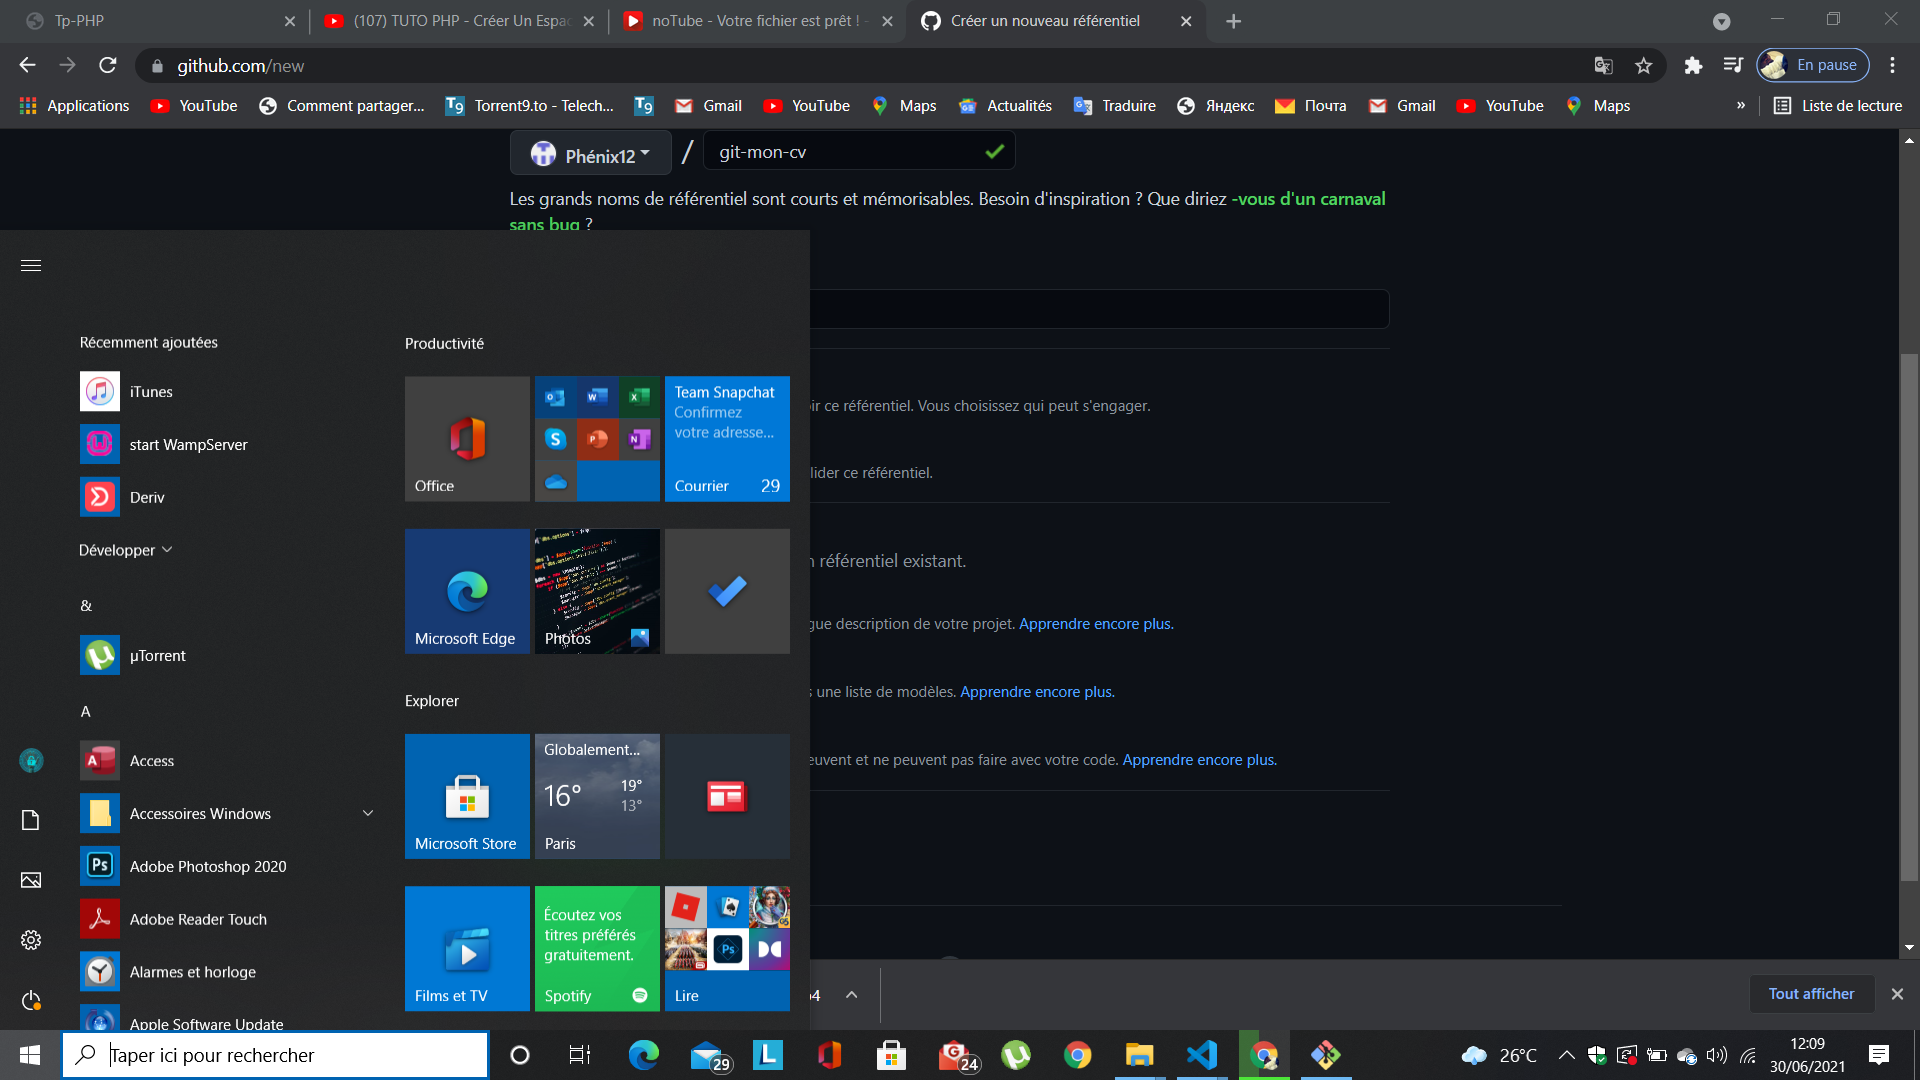 Tp-PHP
(107) TUTO PHP - Créer Un Espac
noTube - Votre fichier est prêt ! -
Créer un nouveau référentiel
github.com/new
En pause
Applications
YouTube
Comment partager...
Torrent9.to - Telech...
Gmail
YouTube
Maps
Actualités
Traduire
Яндекс
Почта
Gmail
YouTube
Maps
»
Liste de lecture
Phénix12 / git-mon-cv
Les grands noms de référentiel sont courts et mémorisables. Besoin d'inspiration ? Que diriez -vous d'un carnaval
sans bug ?
ir ce référentiel. Vous choisissez qui peut s'engager.
lider ce référentiel.
n référentiel existant.
gue description de votre projet. Apprendre encore plus.
s une liste de modèles. Apprendre encore plus.
euvent et ne peuvent pas faire avec votre code. Apprendre encore plus.
Récemment ajoutées
iTunes
start WampServer
Deriv
Développer
&
µTorrent
A
Access
Accessoires Windows
Adobe Photoshop 2020
Adobe Reader Touch
Alarmes et horloge
Apple Software Update
Productivité
Office
Team Snapchat
Confirmez
votre adresse...
Courrier 29
Microsoft Edge
Photos
Explorer
Microsoft Store
Globalement...
16° 19°
13°
Paris
Films et TV
Écoutez vos
titres préférés
gratuitement.
Spotify
Lire
Tout afficher
Taper ici pour rechercher
29
24
26°C
12:09
30/06/2021